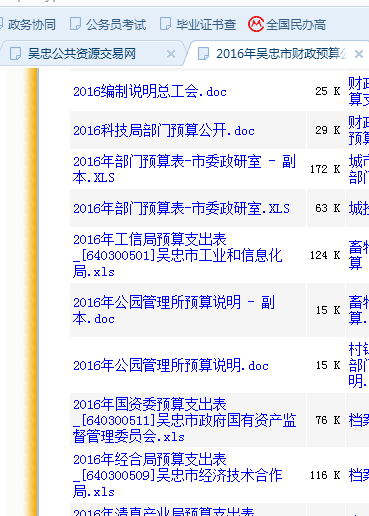 政务协同 公务员考试 毕业证书查 全国民办高
吴忠公共资源交易网 2016年吴忠市财政预算公
2016编制说明总工会.doc 25 K 财政
算支
2016科技局部门预算公开.doc 29 K 财政
预算
2016年部门预算表-市委政研室 - 副 172 K 城市
本.XLS 部门
2016年部门预算表-市委政研室.XLS 63 K 城投
2016年工信局预算支出表
_[640300501]吴忠市工业和信息化 124 K 畜牧
局.xls 算
2016年公园管理所预算说明 - 副 15 K 畜牧
本.doc 算.
村镇
2016年公园管理所预算说明.doc 15 K 部门
明.
2016年国资委预算支出表
_[640300511]吴忠市政府国有资产监 76 K 档案
督管理委员会.xls
2016年经合局预算支出表
_[640300509]吴忠市经济技术合作 116 K 档案
局.xls
2016年清真产业局预算支出表